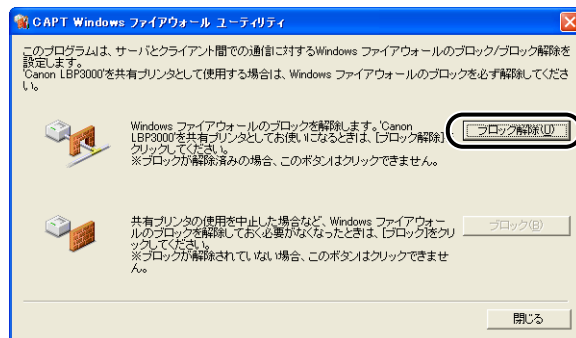 CAPT Windows ファイアウォール ユーティリティ
このプログラムは、サーバとクライアント間での通信に対するWindows ファイアウォールのブロック/ブロック解除を
設定します。
'Canon LBP3000'を共有プリンタとして使用する場合は、Windows ファイアウォールのブロックを必ず解除してくださ
い。
Windows ファイアウォールのブロックを解除します。'Canon
LBP3000'を共有プリンタとしてお使いになるときは、[ブロック解除]
クリックしてください。
※ブロックが解除済みの場合、このボタンはクリックできません。
ブロック解除(U)
共有プリンタの使用を中止した場合など、Windows ファイアウォー
ルのブロックを解除しておく必要がなくなったときは、[ブロック]をクリ
ックしてください。
※ブロックが解除されていない場合、このボタンはクリックできませ
ん。
ブロック(B)
閉じる